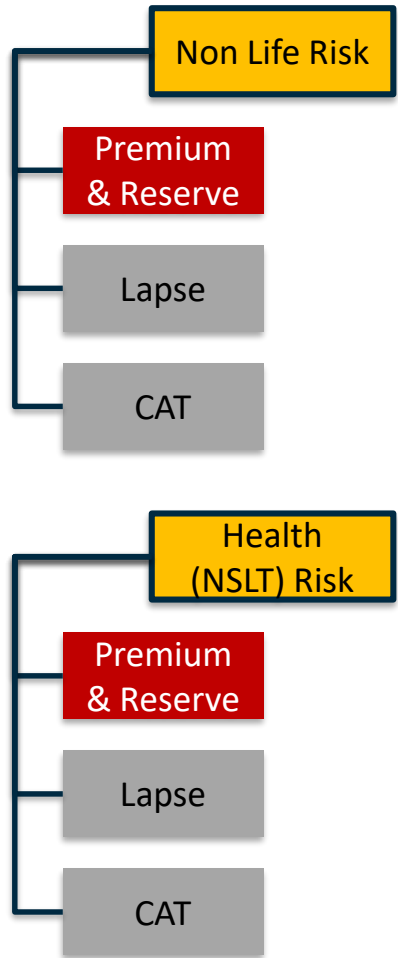 Non Life Risk
Premium
& Reserve
Lapse
CAT
Health
(NSLT) Risk
Premium
& Reserve
Lapse
CAT